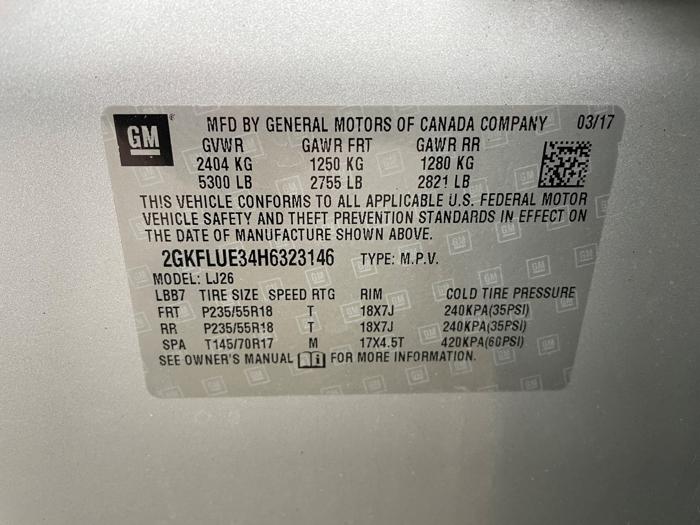 GM MFD BY GENERAL MOTORS OF CANADA COMPANY 03/17
GVWR GAWR FRT GAWR RR
2404 KG 1250 KG 1280 KG
5300 LB 2755 LB 2821 LB
THIS VEHICLE CONFORMS TO ALL APPLICABLE U.S. FEDERAL MOTOR
VEHICLE SAFETY AND THEFT PREVENTION STANDARDS IN EFFECT ON
THE DATE OF MANUFACTURE SHOWN ABOVE.
2GKFLUE34H6323146 TYPE: M.P.V.
MODEL: LJ26
LBB7 TIRE SIZE SPEED RTG RIM COLD TIRE PRESSURE
FRT P235/55R18 T 18X7J 240KPA(35PSI)
RR P235/55R18 T 18X7J 240KPA(35PSI)
SPA T145/70R17 M 17X4.5T 420KPA(60PSI)
SEE OWNER'S MANUAL FOR MORE INFORMATION.